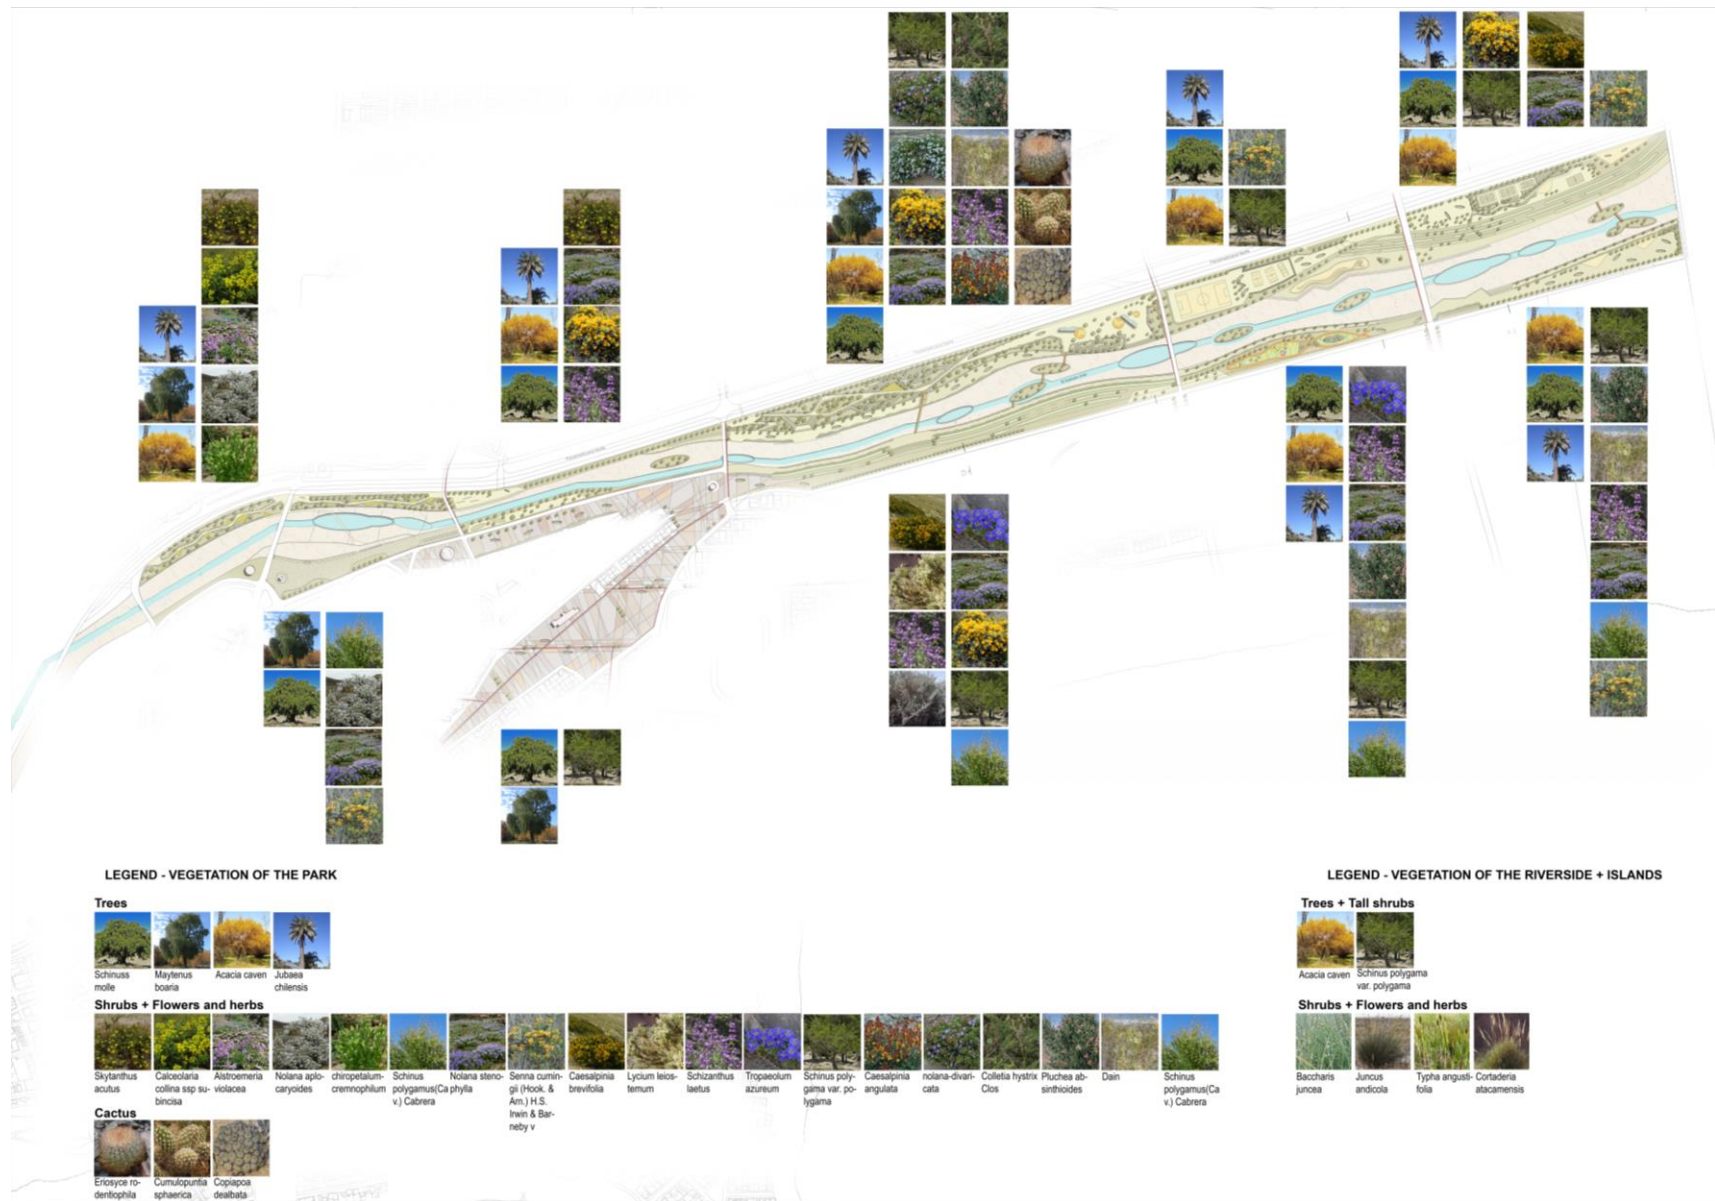 LEGEND - VEGETATION OF THE PARK
Trees
Schinuss
molle
Maytenus
boaria
Acacia caven
Jubaea
chilensis
Shrubs + Flowers and herbs
Skytanthus
acutus
Calceolaria
collina ssp su-
bincisa
Alstroemeria
violacea
Nolana aplo-
caryoides
chiropetalum-
cremnophilum
Schinus
polygamus(Ca
v.) Cabrera
Nolana steno-
phylla
Senna cumin-
gii (Hook. &
Arn.) H.S.
Irwin & Bar-
neby v
Caesalpinia
brevifolia
Lycium leios-
temum
Schizanthus
laetus
Tropaeolum
azureum
Schinus poly-
gama var. po-
lygama
Caesalpinia
angulata
nolana-divari-
cata
Colletia hystrix
Clos
Pluchea ab-
sinthioides
Dain
Schinus
polygamus(Ca
v.) Cabrera
Cactus
Eriosyce ro-
dentiophila
Cumulopuntia
sphaerica
Copiapoa
dealbata
LEGEND - VEGETATION OF THE RIVERSIDE + ISLANDS
Trees + Tall shrubs
Acacia caven
Schinus polygama
var. polygama
Shrubs + Flowers and herbs
Baccharis
juncea
Juncus
andicola
Typha angusti-
folia
Cortaderia
atacamensis